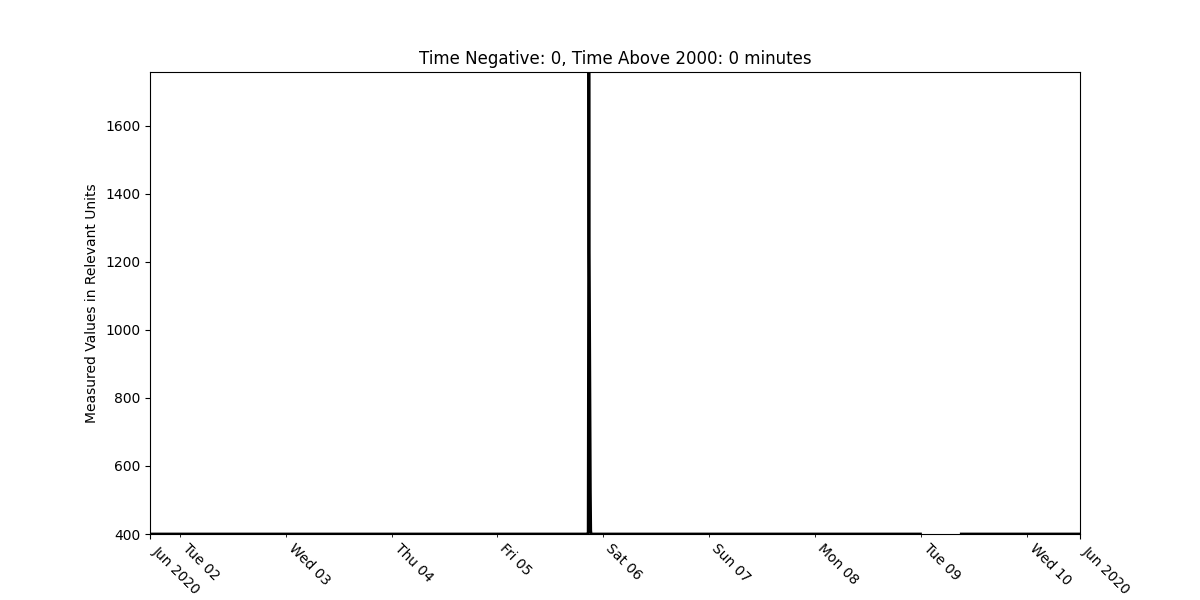 Time Negative: 0, Time Above 2000: 0 minutes
Measured Values in Relevant Units
1600
1400
1200
1000
800
600
400
Jun 2020
Tue 02
Wed 03
Thu 04
Fri 05
Sat 06
Sun 07
Mon 08
Tue 09
Wed 10
Jun 2020